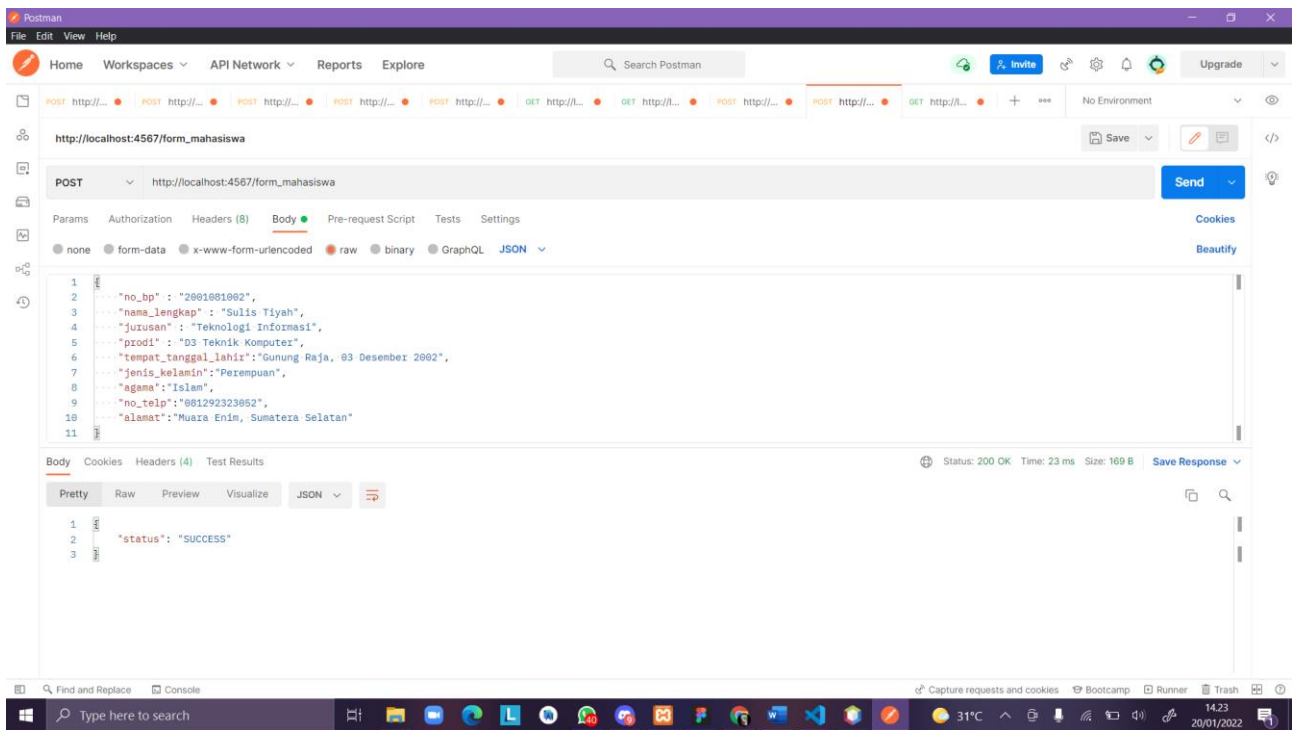 Postman
File Edit View Help
Home Workspaces API Network Reports Explore Search Postman Invite Upgrade
POST http://... POST http://... POST http://... POST http://... POST http://... GET http://l... GET http://l... POST http://... POST http://... GET http://l... + ooo No Environment
http://localhost:4567/form_mahasiswa Save
POST http://localhost:4567/form_mahasiswa Send
Params Authorization Headers (8) Body Pre-request Script Tests Settings Cookies
none form-data x-www-form-urlencoded raw binary GraphQL JSON Beautify
1 {
2 "no_bp" : "2001081002",
3 "nama_lengkap" : "Sulis Tiyah",
4 "jurusan" : "Teknologi Informasi",
5 "prodi" : "D3 Teknik Komputer",
6 "tempat_tanggal_lahir":"Gunung Raja, 03 Desember 2002",
7 "jenis_kelamin":"Perempuan",
8 "agama":"Islam",
9 "no_telp":"081292323052",
10 "alamat":"Muara Enim, Sumatera Selatan"
11 }
Body Cookies Headers (4) Test Results Status: 200 OK Time: 23 ms Size: 169 B Save Response
Pretty Raw Preview Visualize JSON
1 {
2 "status": "SUCCESS"
3 }
Find and Replace Console Capture requests and cookies Bootcamp Runner Trash
Type here to search 31°C 14.23
20/01/2022